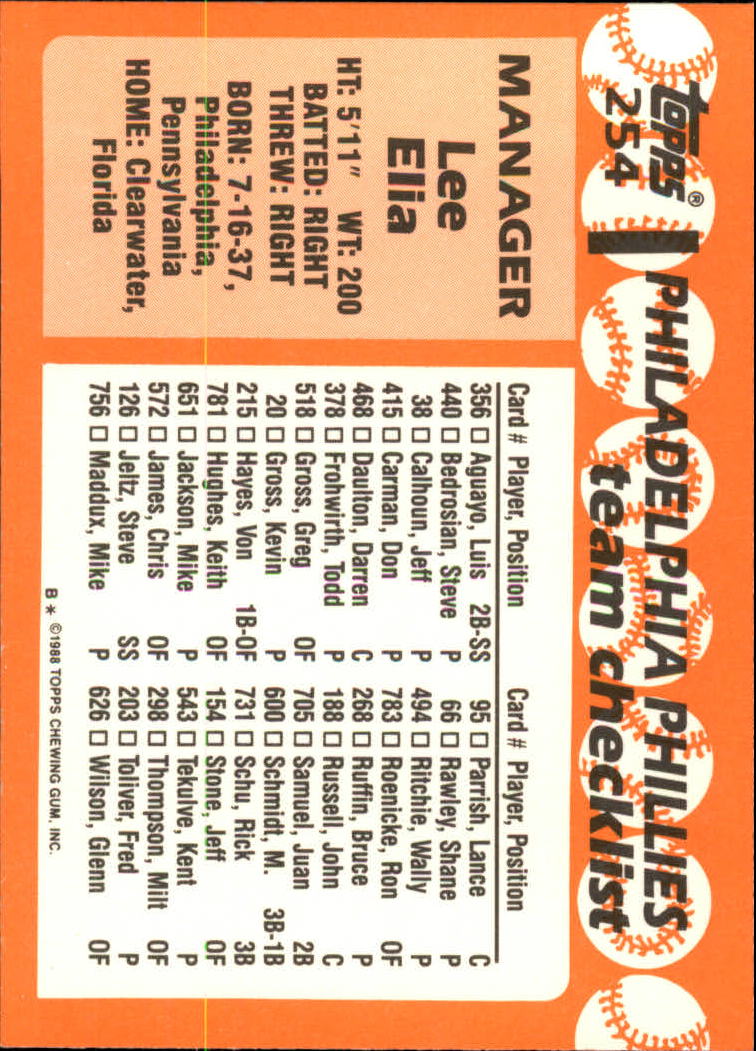 Topps®
254
PHILADELPHIA PHILLIES
team checklist
MANAGER
Lee
Elia
HT: 5'11" WT: 200
BATTED: RIGHT
THREW: RIGHT
BORN: 7-16-37,
Philadelphia,
Pennsylvania
HOME: Clearwater,
Florida
Card # Player, Position
356 □ Aguayo, Luis 2B-SS
440 □ Bedrosian, Steve P
38 □ Calhoun, Jeff P
415 □ Carman, Don P
468 □ Daulton, Darren C
378 □ Frohwirth, Todd P
518 □ Gross, Greg OF
20 □ Gross, Kevin P
215 □ Hayes, Von 1B-OF
781 □ Hughes, Keith OF
651 □ Jackson, Mike P
572 □ James, Chris OF
126 □ Jeltz, Steve SS
756 □ Maddux, Mike P
Card # Player, Position
95 □ Parrish, Lance C
66 □ Rawley, Shane P
494 □ Ritchie, Wally P
783 □ Roenicke, Ron OF
268 □ Ruffin, Bruce P
188 □ Russell, John C
705 □ Samuel, Juan 2B
600 □ Schmidt, M. 3B-1B
731 □ Schu, Rick 3B
154 □ Stone, Jeff OF
543 □ Tekulve, Kent P
298 □ Thompson, Milt OF
203 □ Toliver, Fred P
626 □ Wilson, Glenn OF
B * ©1988 TOPPS CHEWING GUM, INC.